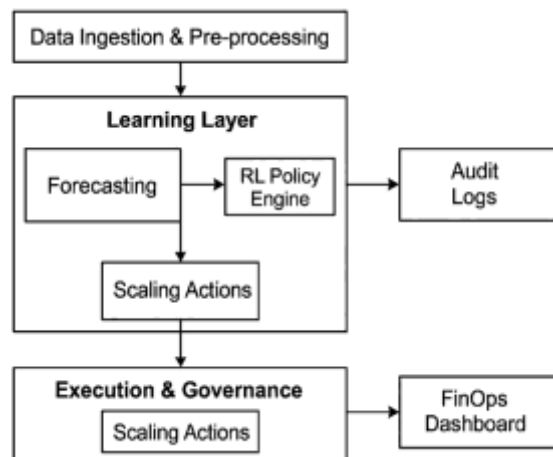 Data Ingestion & Pre-processing
Learning Layer
Forecasting
RL Policy
Engine
Audit
Logs
Scaling Actions
Execution & Governance
Scaling Actions
FinOps
Dashboard